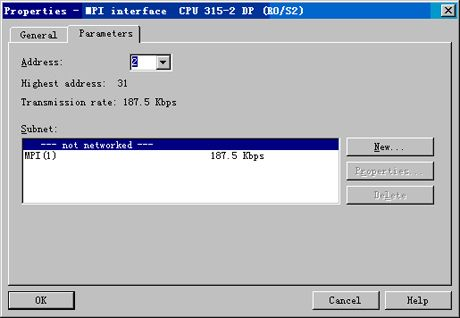 Properties - MPI interface CPU 315-2 DP (R0/S2)
General Parameters
Address: 2
Highest address: 31
Transmission rate: 187.5 Kbps
Subnet:
--- not networked ---
MPI(1) 187.5 Kbps
New...
Properties...
Delete
OK Cancel Help